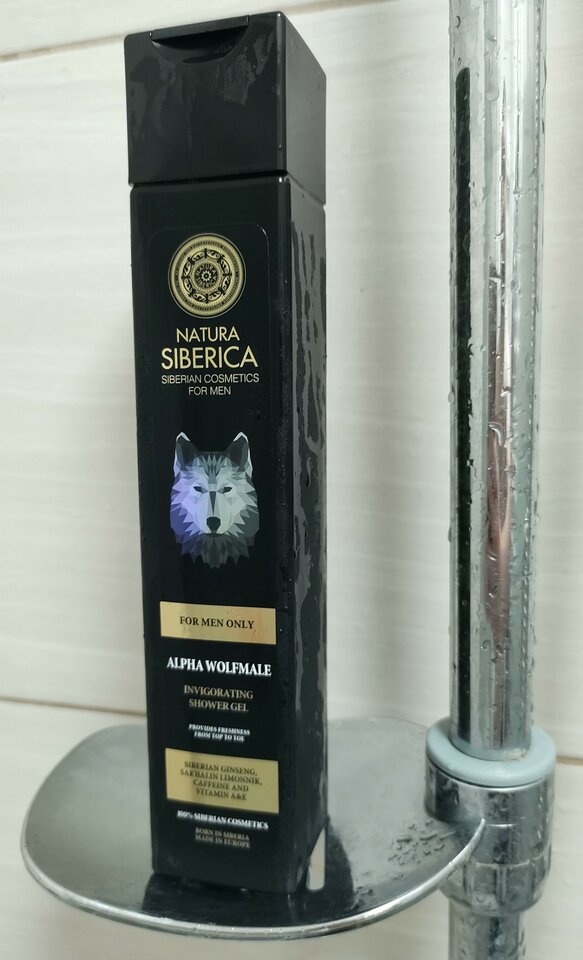 NATURA
SIBERICA
SIBERIAN COSMETICS
FOR MEN
FOR MEN ONLY
ALPHA WOLFMALE
INVIGORATING
SHOWER GEL
PROVIDES FRESHNESS
FROM TOP TO TOE
SIBERIAN GINSENG,
SAKHALIN LIMONNIK,
CAFFEINE AND
VITAMIN A&E
100% SIBERIAN COSMETICS
BORN IN SIBERIA
MADE IN EUROPE